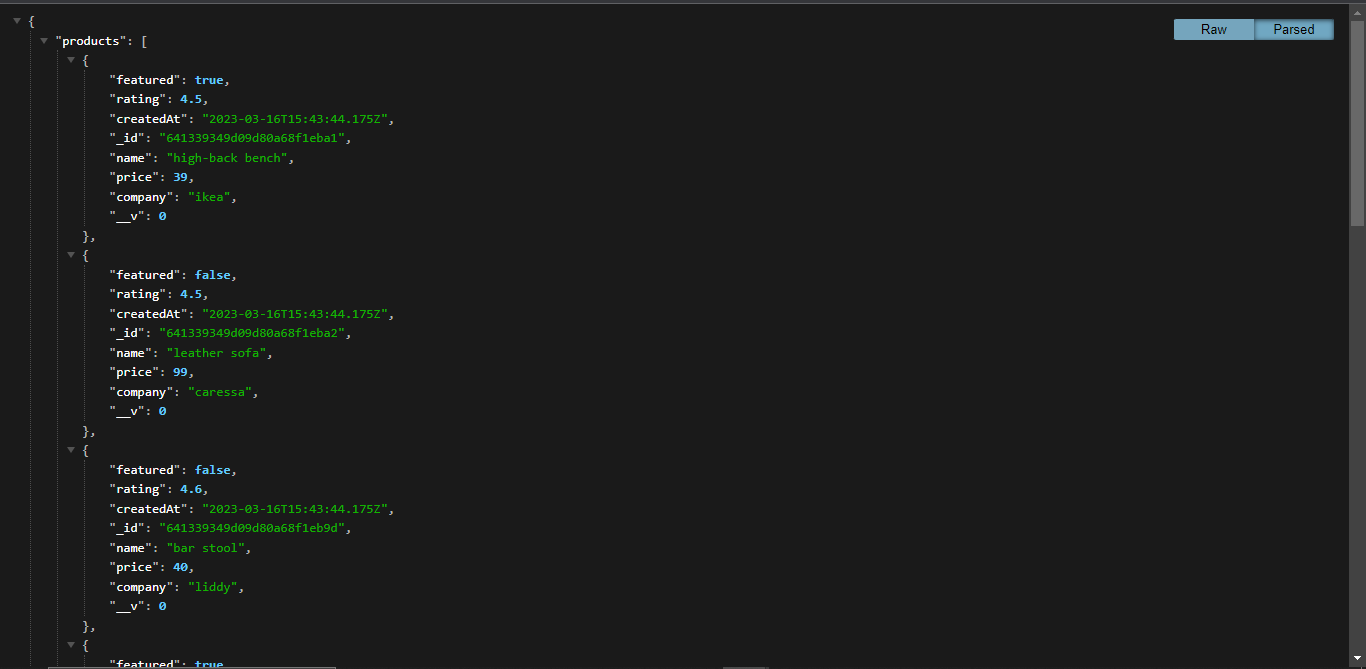 {
"products": [
Raw Parsed
{
"featured": true,
"rating": 4.5,
"createdAt": "2023-03-16T15:43:44.175Z",
"_id": "641339349d09d80a68f1eba1",
"name": "high-back bench",
"price": 39,
"company": "ikea",
"__v": 0
},
{
"featured": false,
"rating": 4.5,
"createdAt": "2023-03-16T15:43:44.175Z",
"_id": "641339349d09d80a68f1eba2",
"name": "leather sofa",
"price": 99,
"company": "caressa",
"__v": 0
},
{
"featured": false,
"rating": 4.6,
"createdAt": "2023-03-16T15:43:44.175Z",
"_id": "641339349d09d80a68f1eb9d",
"name": "bar stool",
"price": 40,
"company": "liddy",
"__v": 0
},
{
"featured": true